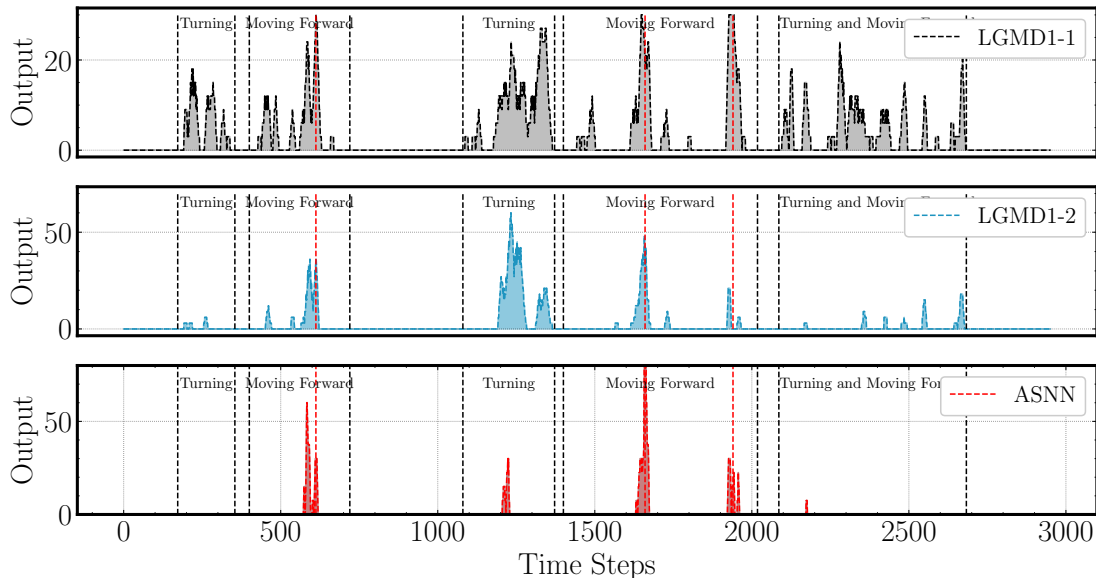 Turning Moving Forward Turning Moving Forward Turning and Moving
LGMD1-1
20
0
Output
Turning Moving Forward Turning Moving Forward Turning and Moving
LGMD1-2
50
0
Output
Turning Moving Forward Turning Moving Forward Turning and Moving For
ASNN
50
0
Output
0 500 1000 1500 2000 2500 3000
Time Steps